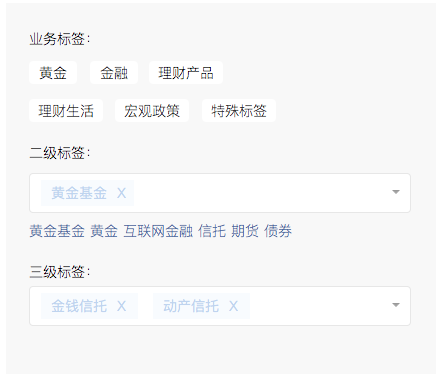 业务标签：
黄金 金融 理财产品
理财生活 宏观政策 特殊标签
二级标签：
黄金基金 X
黄金基金 黄金 互联网金融 信托 期货 债券
三级标签：
金钱信托 X 动产信托 X